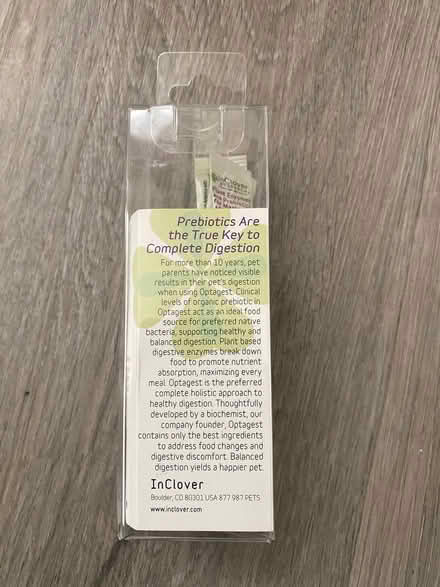 InClover
Plant Enzymes
Prebiotics Are
the True Key to
Complete Digestion
For more than 10 years, pet
parents have noticed visible
results in their pet's digestion
when using Optagest. Clinical
levels of organic prebiotic in
Optagest act as an ideal food
source for preferred native
bacteria, supporting healthy and
balanced digestion. Plant based
digestive enzymes break down
food to promote nutrient
absorption, maximizing every
meal. Optagest is the preferred
complete holistic approach to
healthy digestion. Thoughtfully
developed by a biochemist, our
company founder, Optagest
contains only the best ingredients
to address food changes and
digestive discomfort. Balanced
digestion yields a happier pet.
InClover
Boulder, CO 80301 USA 877 987 PETS
www.inclover.com